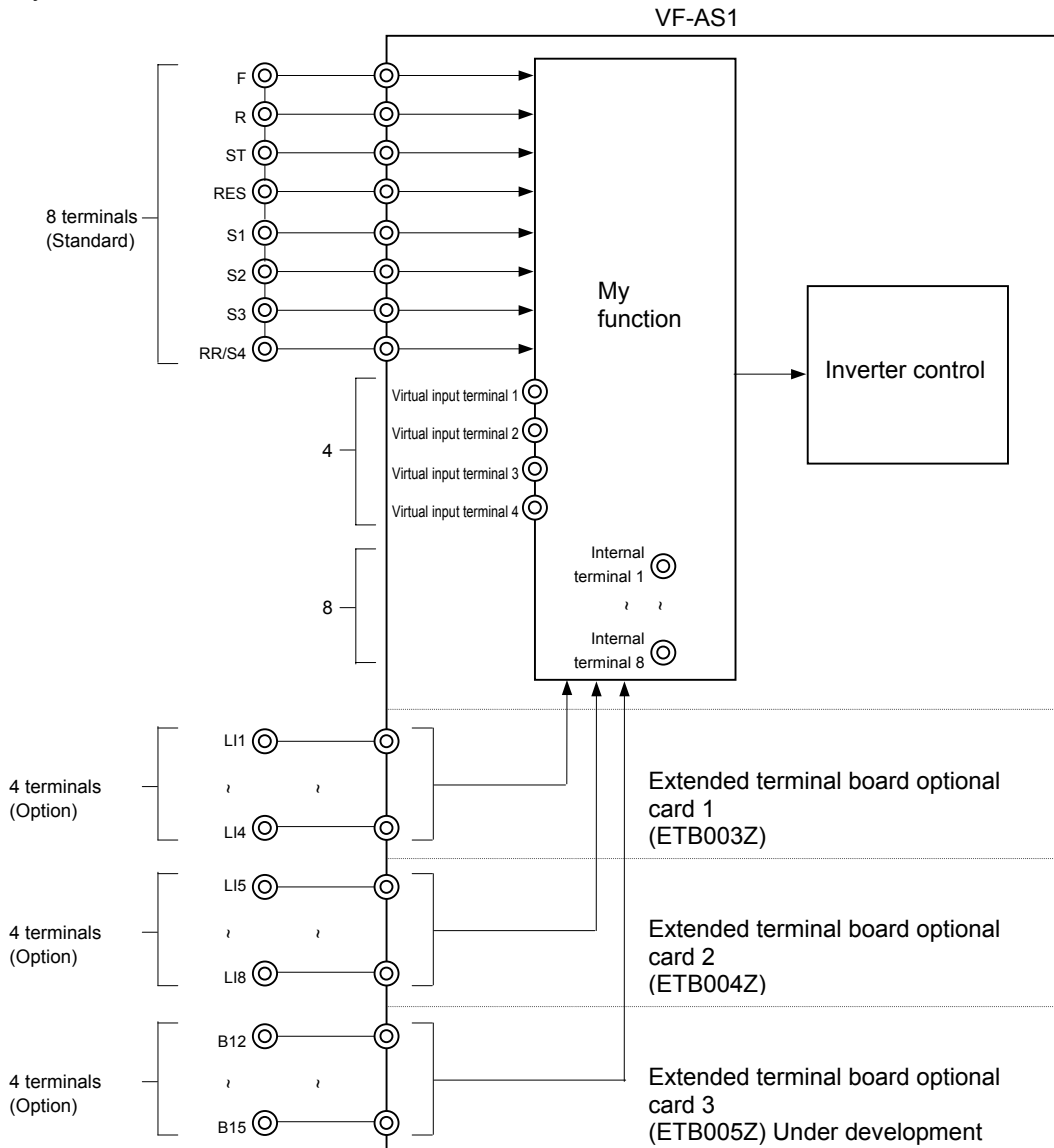 VF-AS1
F
R
ST
RES
S1
S2
S3
RR/S4
8 terminals
(Standard)
My
function
Inverter control
Virtual input terminal 1
Virtual input terminal 2
Virtual input terminal 3
Virtual input terminal 4
4
Internal
terminal 1
~ ~
Internal
terminal 8
8
LI1
~ ~
LI4
4 terminals
(Option)
Extended terminal board optional
card 1
(ETB003Z)
LI5
~ ~
LI8
4 terminals
(Option)
Extended terminal board optional
card 2
(ETB004Z)
B12
~ ~
B15
4 terminals
(Option)
Extended terminal board optional
card 3
(ETB005Z) Under development